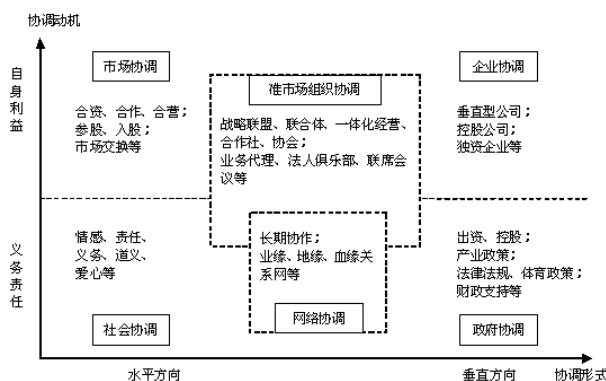 协调动机
自身利益
市场协调
合资、合作、合营;
参股、入股;
市场交换等
准市场组织协调
战略联盟、联合体、一体化经营、
合作社、协会;
业务代理、法人俱乐部、联席会
议等
企业协调
垂直型公司;
控股公司;
独资企业等
义务责任
情感、责任、
义务、道义、
爱心等
社会协调
长期协作;
业缘、地缘、血缘关
系网等
网络协调
出资、控股;
产业政策;
法律法规、体育政策;
财政支持等
政府协调
水平方向
垂直方向
协调形式